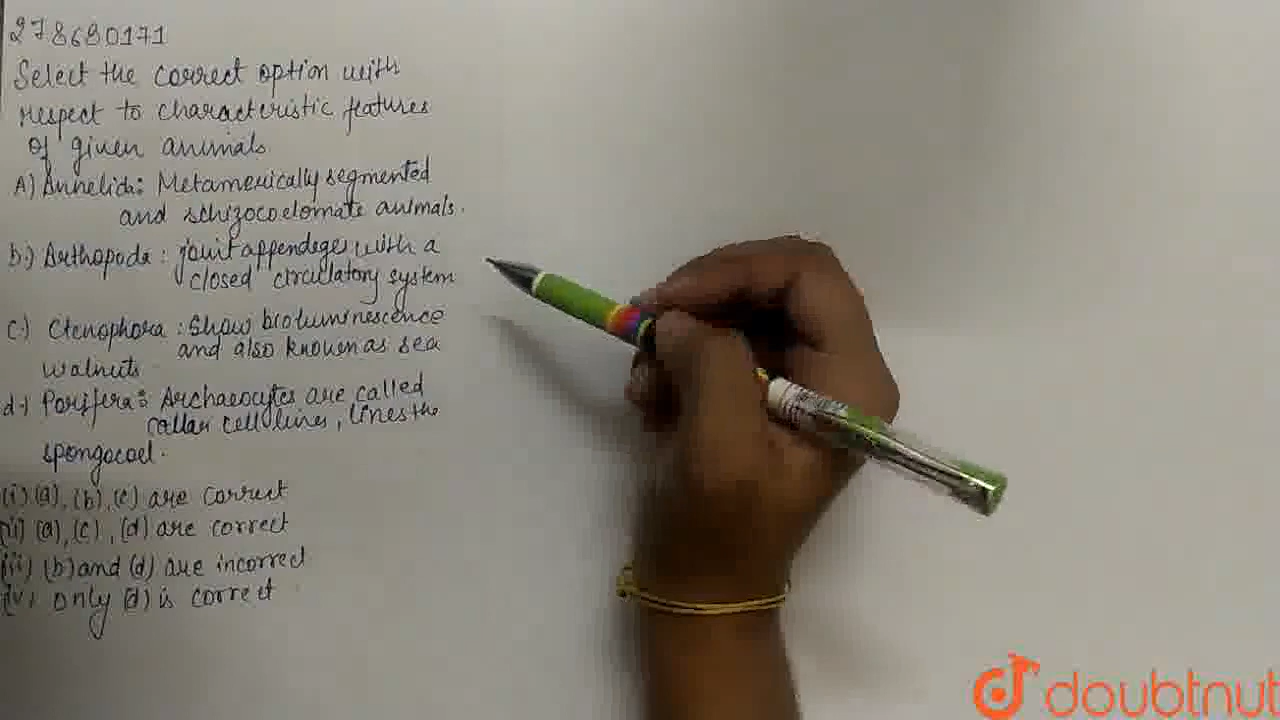 278680171
Select the correct option with
respect to characteristic features
of given animals
A) Annelida: Metamerically segmented
and schizocoelomate animals.
b.) Arthopoda : joint appendeges with a
closed circulatory system
c.) Ctenophora : Show bioluminescence
and also known as sea
walnuts
d.) Porifera: Archaeocytes are called
collar cell lines, lines the
spongocoel.
(i) (a), (b), (c) are correct
(ii) (a), (c), (d) are correct
(iii) (b) and (d) are incorrect
(iv) only (d) is correct
doubtnut